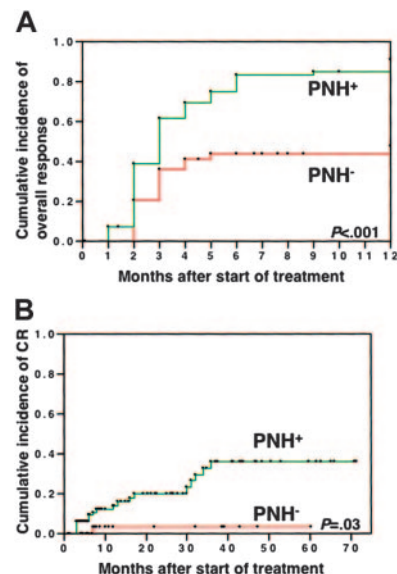 A
Cumulative incidence of
overall response
1.0
0.8
0.6
0.4
0.2
0.0
PNH+
PNH-
P<.001
0 1 2 3 4 5 6 7 8 9 10 11 12
Months after start of treatment
B
Cumulative incidence of CR
1.0
0.8
0.6
0.4
0.2
0.0
PNH+
PNH-
P=.03
0 10 20 30 40 50 60 70
Months after start of treatment